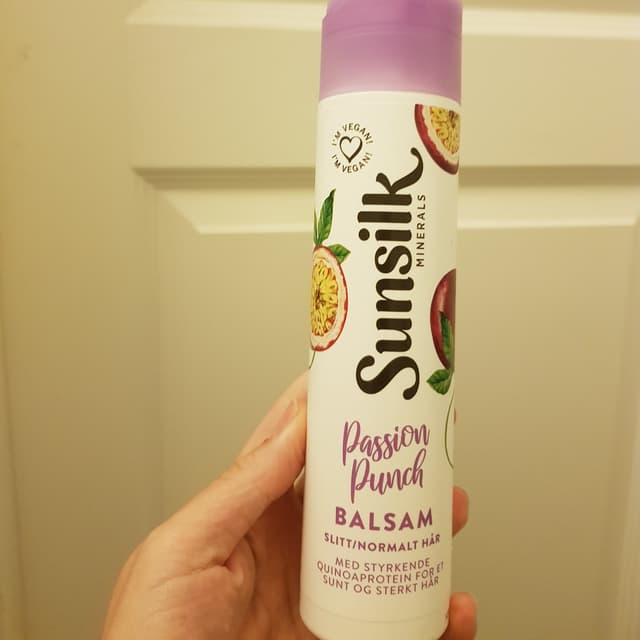 I'M VEGAN!
I'M VEGAN!
Sunsilk
MINERALS
Passion
Punch
BALSAM
SLITT/NORMALT HÅR
MED STYRKENDE
QUINOAPROTEIN FOR ET
SUNT OG STERKT HÅR